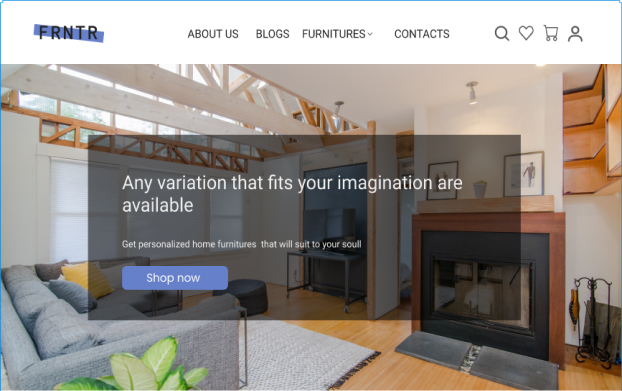 FRNTR
ABOUT US BLOGS FURNITURES CONTACTS
Any variation that fits your imagination are
available
Get personalized home furnitures that will suit to your soull
Shop now